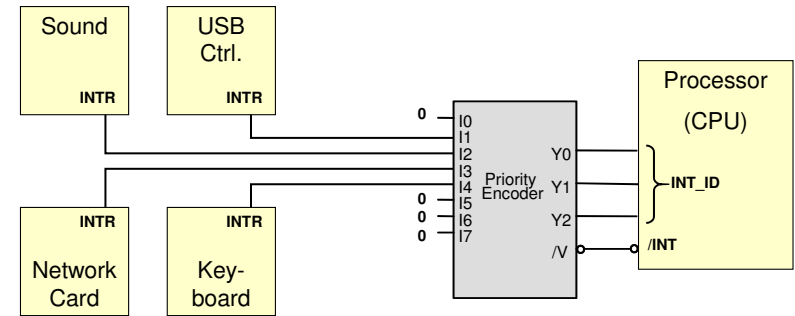 Sound
INTR
USB
Ctrl.
INTR
0
0
0
0
I0
I1
I2
I3
I4
I5
I6
I7
Priority
Encoder
Y0
Y1
Y2
/V
Processor
(CPU)
INT_ID
/INT
INTR
Network
Card
INTR
Key-
board